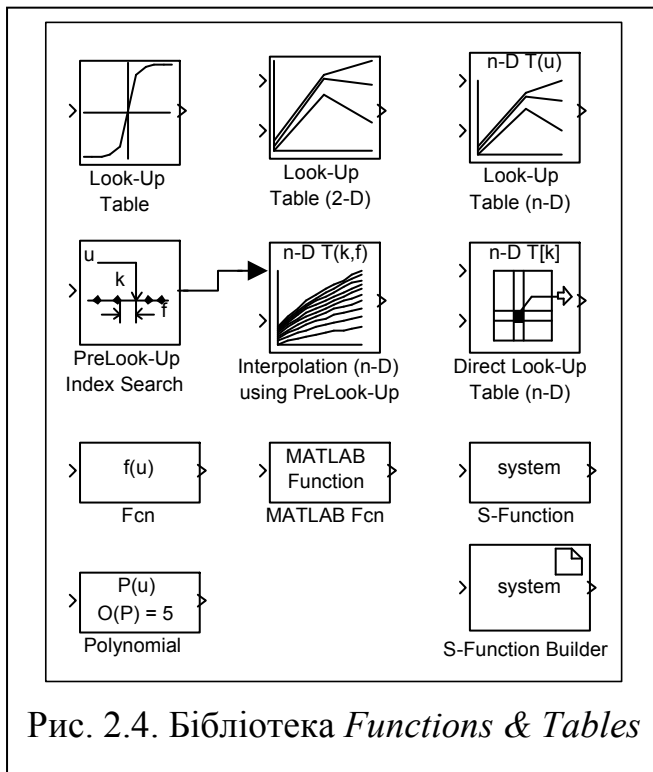 n-D T(u)
Look-Up
Table
Look-Up
Table (2-D)
Look-Up
Table (n-D)
u
k
f
PreLook-Up
Index Search
n-D T(k,f)
Interpolation (n-D)
using PreLook-Up
n-D T[k]
Direct Look-Up
Table (n-D)
f(u)
Fcn
MATLAB
Function
MATLAB Fcn
system
S-Function
P(u)
O(P) = 5
Polynomial
system
S-Function Builder
Рис. 2.4. Бібліотека Functions & Tables